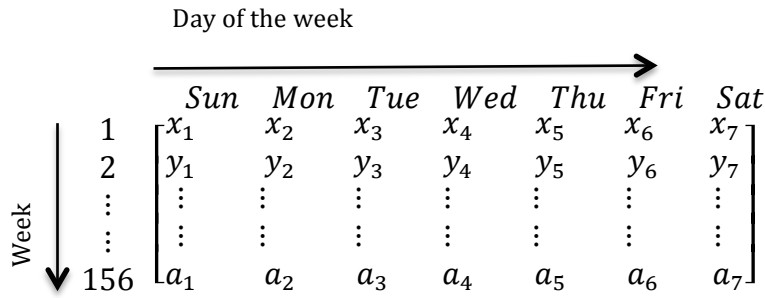 Day of the week
Sun Mon Tue Wed Thu Fri Sat
1 x₁ x₂ x₃ x₄ x₅ x₆ x₇
2 y₁ y₂ y₃ y₄ y₅ y₆ y₇
⋮ ⋮ ⋮ ⋮ ⋮ ⋮ ⋮ ⋮
⋮ ⋮ ⋮ ⋮ ⋮ ⋮ ⋮ ⋮
156 a₁ a₂ a₃ a₄ a₅ a₆ a₇
Week